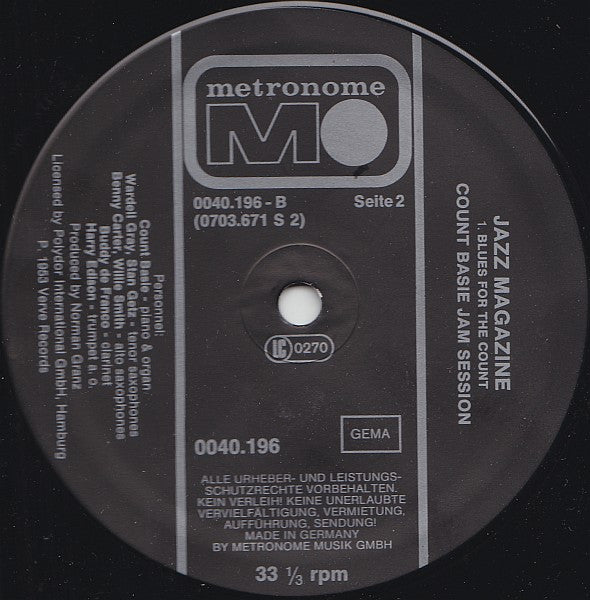 metronome
MO
0040.196 - B
Seite 2
(0703.671 S 2)
LC 0270
GEMA
0040.196
ALLE URHEBER- UND LEISTUNGS-
SCHUTZRECHTE VORBEHALTEN.
KEIN VERLEIH! KEINE UNERLAUBTE
VERVIELFÄLTIGUNG, VERMIETUNG,
AUFFÜHRUNG, SENDUNG!
MADE IN GERMANY
BY METRONOME MUSIK GMBH
33 ⅓ rpm
JAZZ MAGAZINE
1. BLUES FOR THE COUNT
COUNT BASIE JAM SESSION
Personnel:
Count Basie - piano & organ
Wardell Gray, Stan Getz - tenor saxophones
Benny Carter, Willie Smith - alto saxophones
Buddy de Franco - clarinet
Harry Edison - trumpet a. o.
Produced by Norman Granz
Licensed by Polydor International GmbH, Hamburg
P. 1953 Verve Records